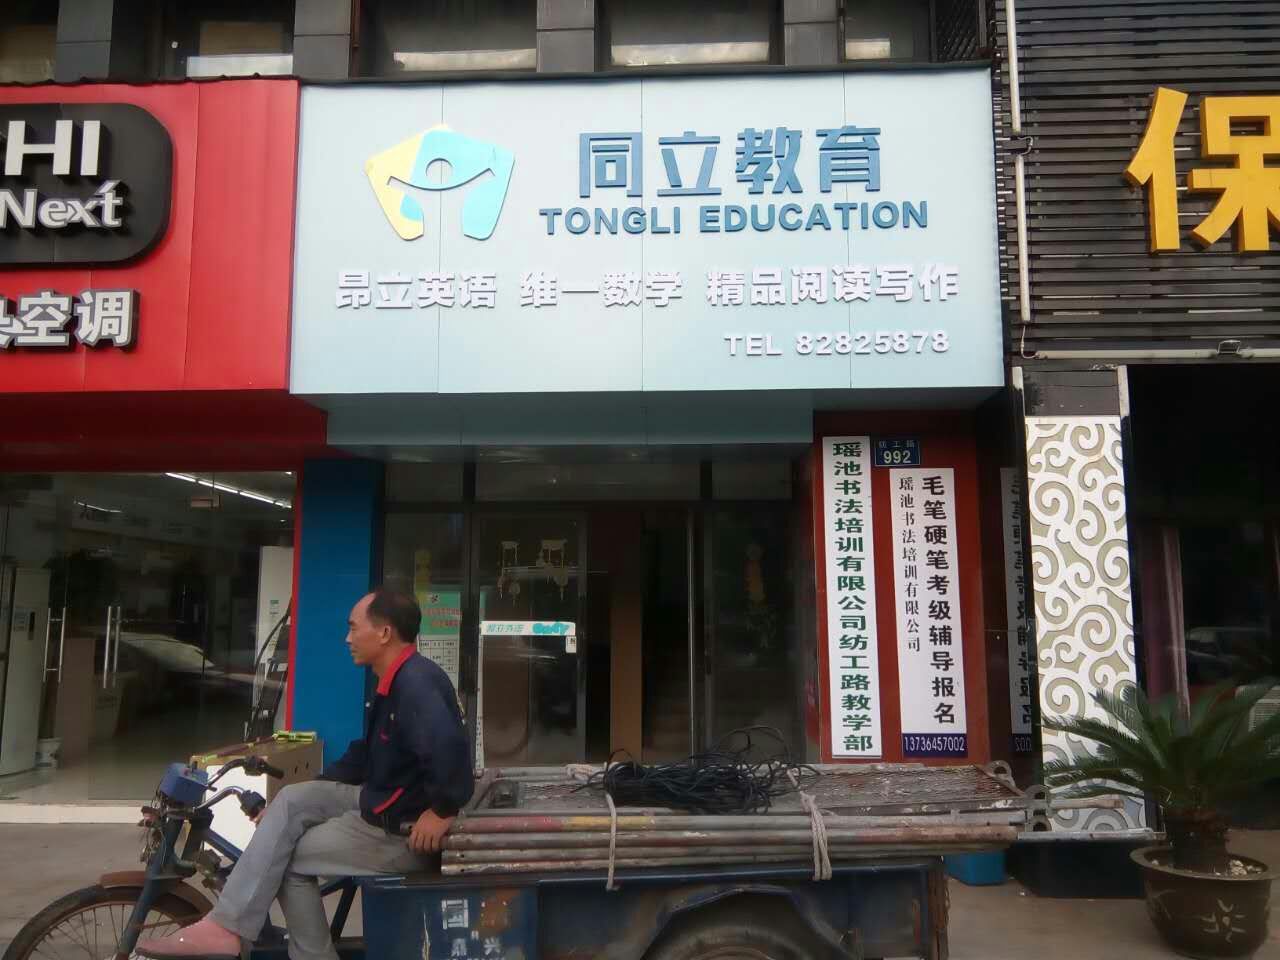 HI
Next
空调
同立教育
TONGLI EDUCATION
昂立英语 维一数学 精品阅读写作
TEL 82825878
保
纺工路
992
瑶池书法培训有限公司纺工路教学部
毛笔硬笔考级辅导报名
瑶池书法培训有限公司
13736457002